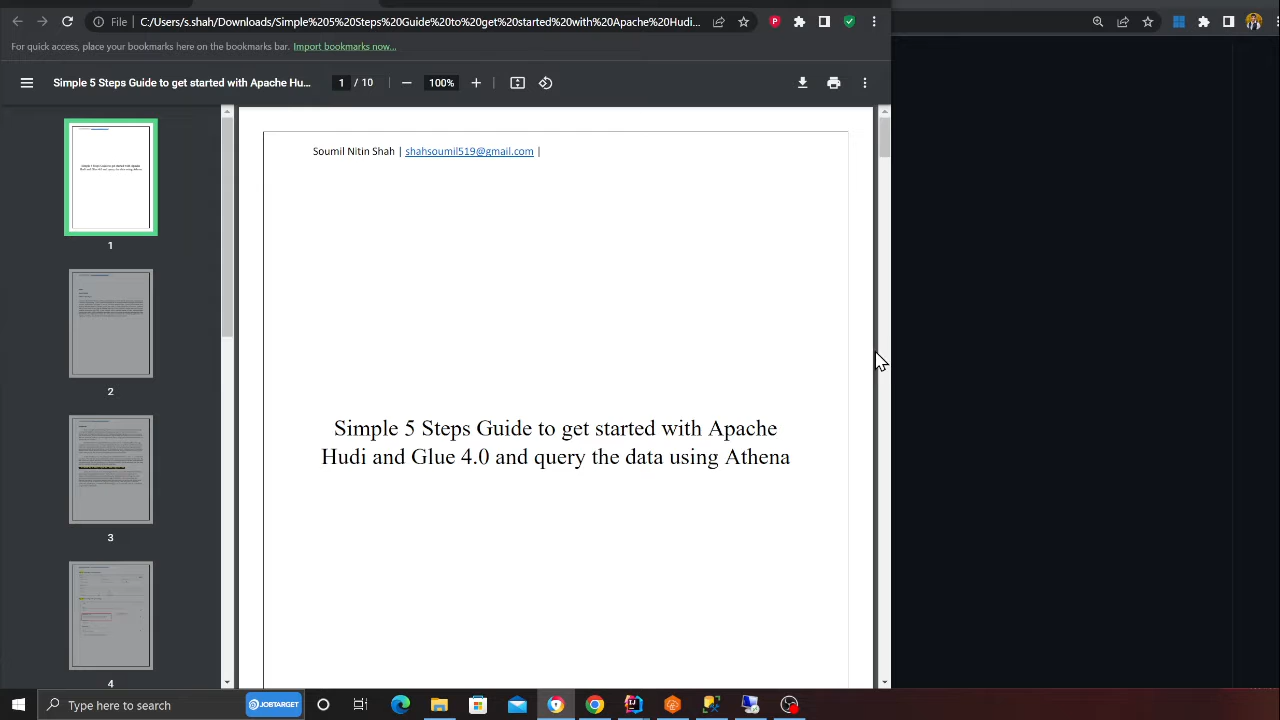 C:/Users/s.shah/Downloads/Simple%205%20Steps%20Guide%20to%20get%20started%20with%20Apache%20Hudi...
File
For quick access, place your bookmarks here on the bookmarks bar. Import bookmarks now...
Simple 5 Steps Guide to get started with Apache Hu... 1 / 10 100%
Soumil Nitin Shah | shahsoumil519@gmail.com |
Simple 5 Steps Guide to get started with Apache
Hudi and Glue 4.0 and query the data using Athena
1
2
3
4
Type here to search
JOBTARGET